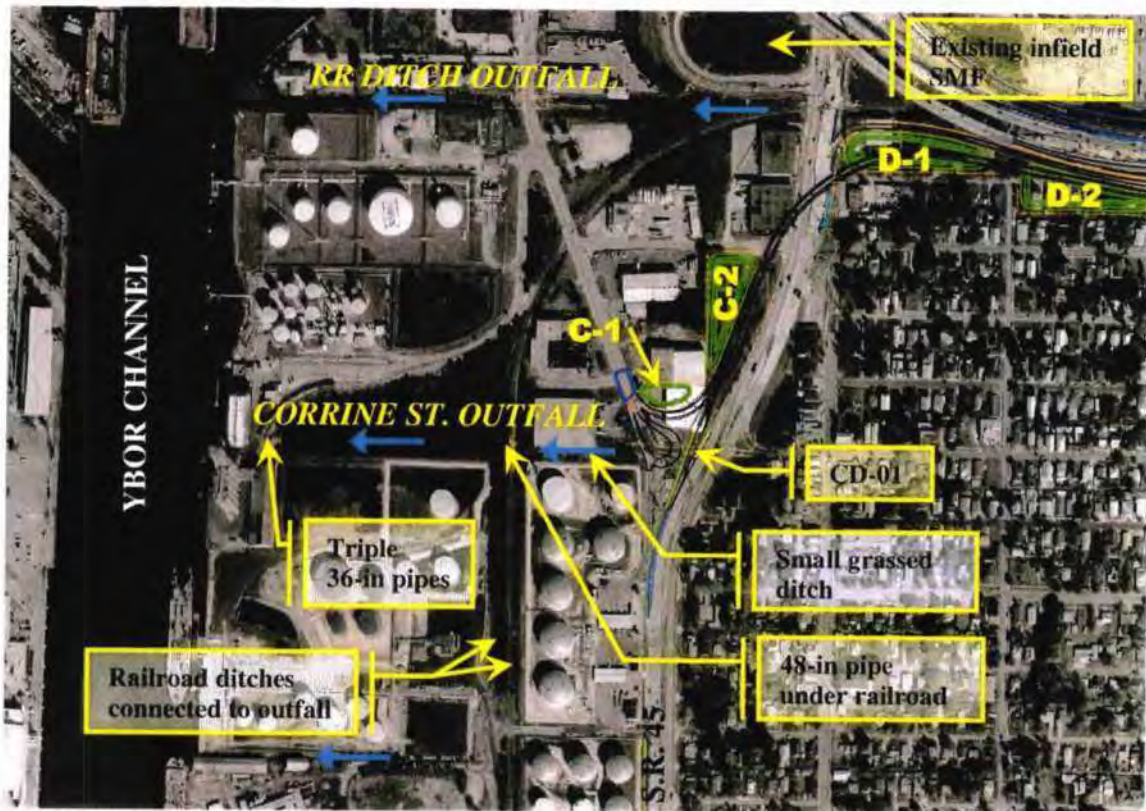 Existing infield
SMF
RR DITCH OUTFALL
D-1
D-2
C-2
C-1
YBOR CHANNEL
CORRINE ST. OUTFALL
CD-01
Triple
36-in pipes
Small grassed
ditch
Railroad ditches
connected to outfall
48-in pipe
under railroad
S.R. 45